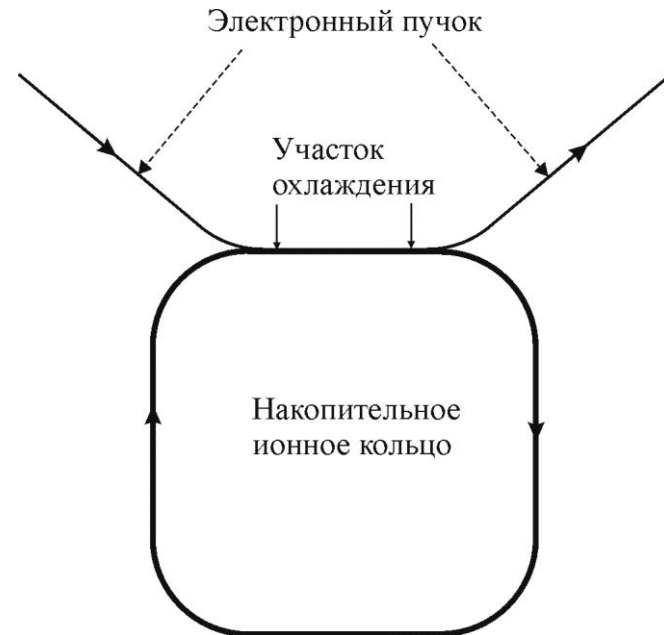 Электронный пучок
Участок
охлаждения
Накопительное
ионное кольцо